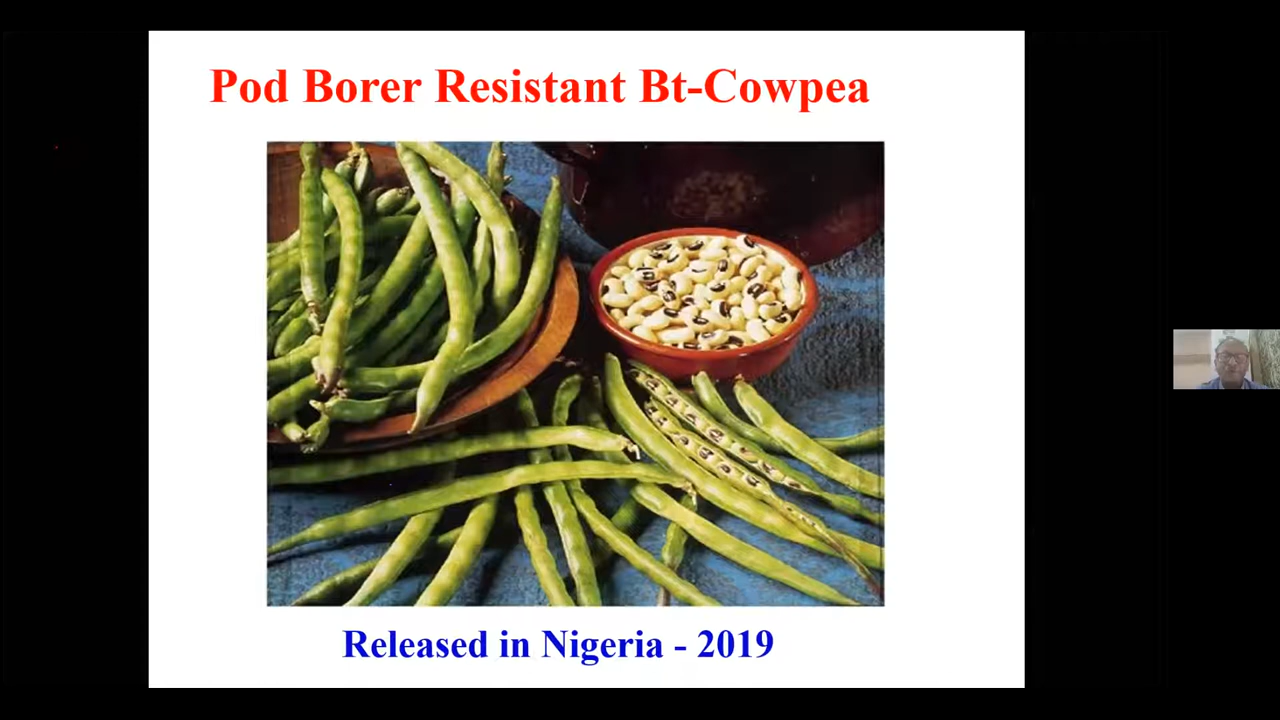 Pod Borer Resistant Bt-Cowpea
Released in Nigeria - 2019